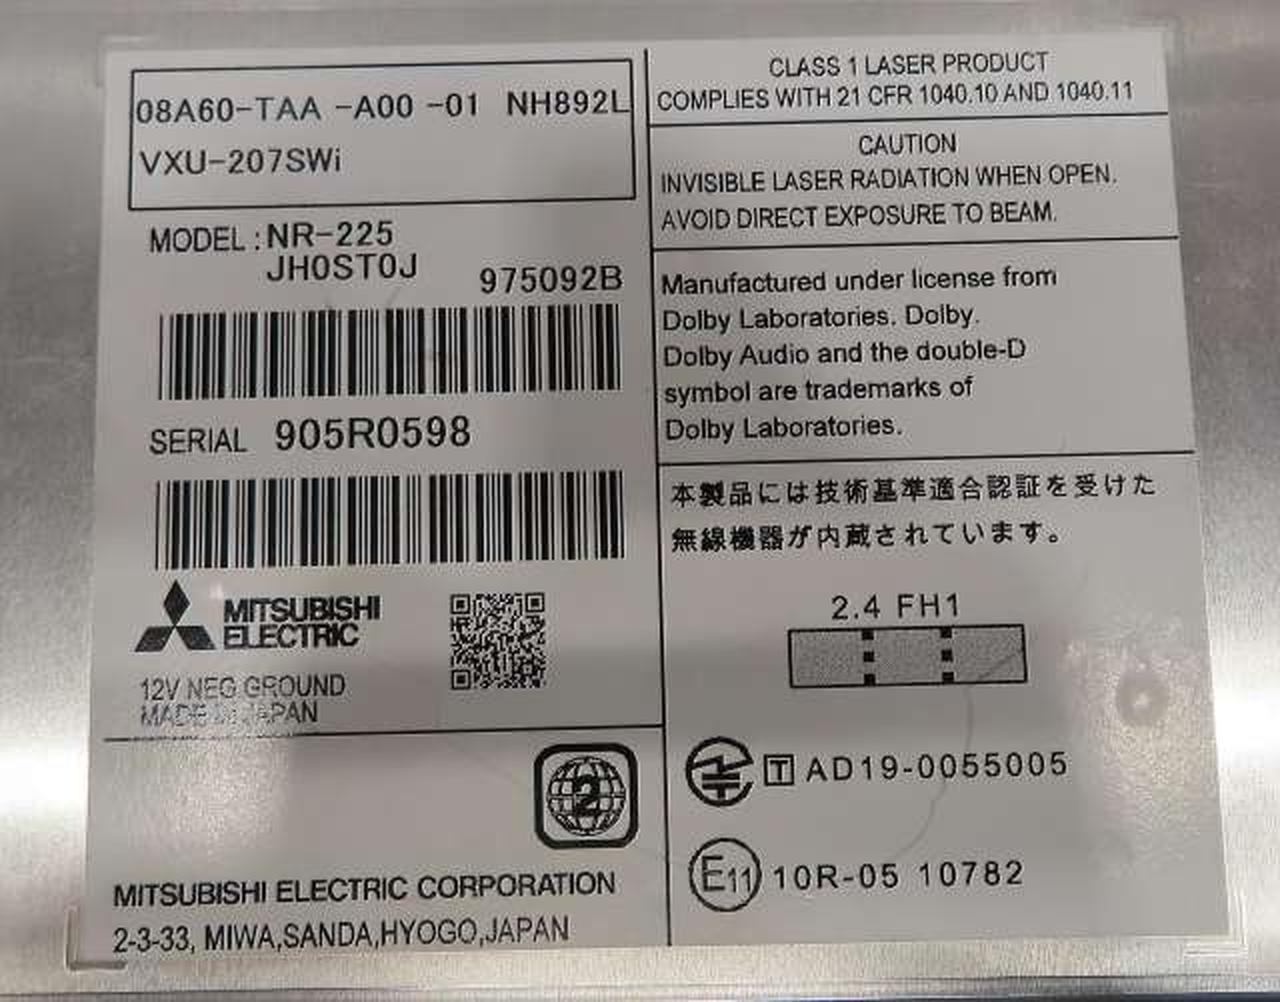 08A60-TAA -A00 -01 NH892L
VXU-207SWi
MODEL : NR-225
JH0ST0J 975092B
SERIAL 905R0598
MITSUBISHI
ELECTRIC
12V NEG GROUND
MADE IN JAPAN
2
MITSUBISHI ELECTRIC CORPORATION
2-3-33, MIWA,SANDA,HYOGO,JAPAN
CLASS 1 LASER PRODUCT
COMPLIES WITH 21 CFR 1040.10 AND 1040.11
CAUTION
INVISIBLE LASER RADIATION WHEN OPEN.
AVOID DIRECT EXPOSURE TO BEAM.
Manufactured under license from
Dolby Laboratories. Dolby.
Dolby Audio and the double-D
symbol are trademarks of
Dolby Laboratories.
本製品には技術基準適合認証を受けた
無線機器が内蔵されています。
2.4 FH1
T AD19-0055005
E11 10R-05 10782